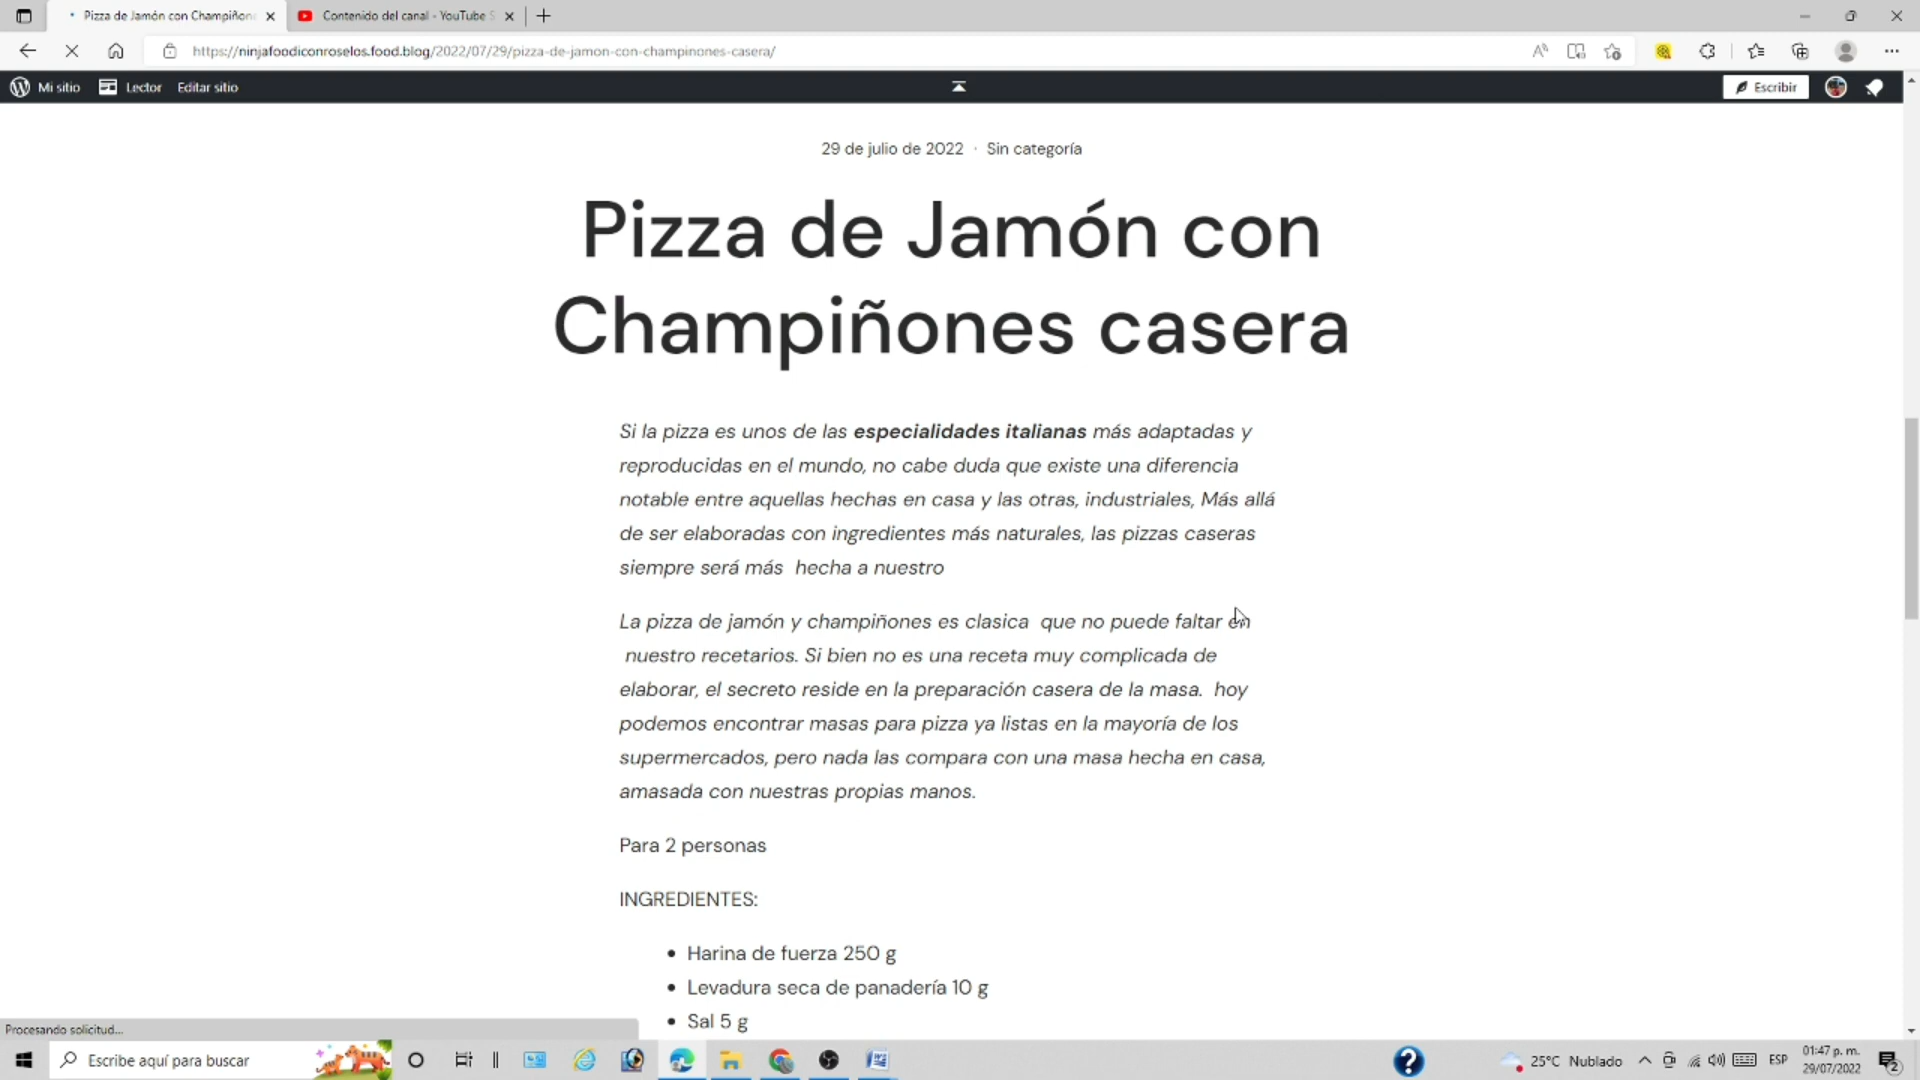 Pizza de Jamón con Champiñone
Contenido del canal - YouTube S
https://ninjafoodiconroselos.food.blog/2022/07/29/pizza-de-jamon-con-champinones-casera/
Mi sitio
Lector
Editar sitio
Escribir
29 de julio de 2022 · Sin categoría
Pizza de Jamón con
Champiñones casera
Si la pizza es unos de las especialidades italianas más adaptadas y
reproducidas en el mundo, no cabe duda que existe una diferencia
notable entre aquellas hechas en casa y las otras, industriales, Más allá
de ser elaboradas con ingredientes más naturales, las pizzas caseras
siempre será más  hecha a nuestro
La pizza de jamón y champiñones es clasica  que no puede faltar en
nuestro recetarios. Si bien no es una receta muy complicada de
elaborar, el secreto reside en la preparación casera de la masa.  hoy
podemos encontrar masas para pizza ya listas en la mayoría de los
supermercados, pero nada las compara con una masa hecha en casa,
amasada con nuestras propias manos.
Para 2 personas
INGREDIENTES:
• Harina de fuerza 250 g
• Levadura seca de panadería 10 g
• Sal 5 g
Procesando solicitud...
Escribe aquí para buscar
25°C Nublado
ESP
01:47 p. m.
29/07/2022
2